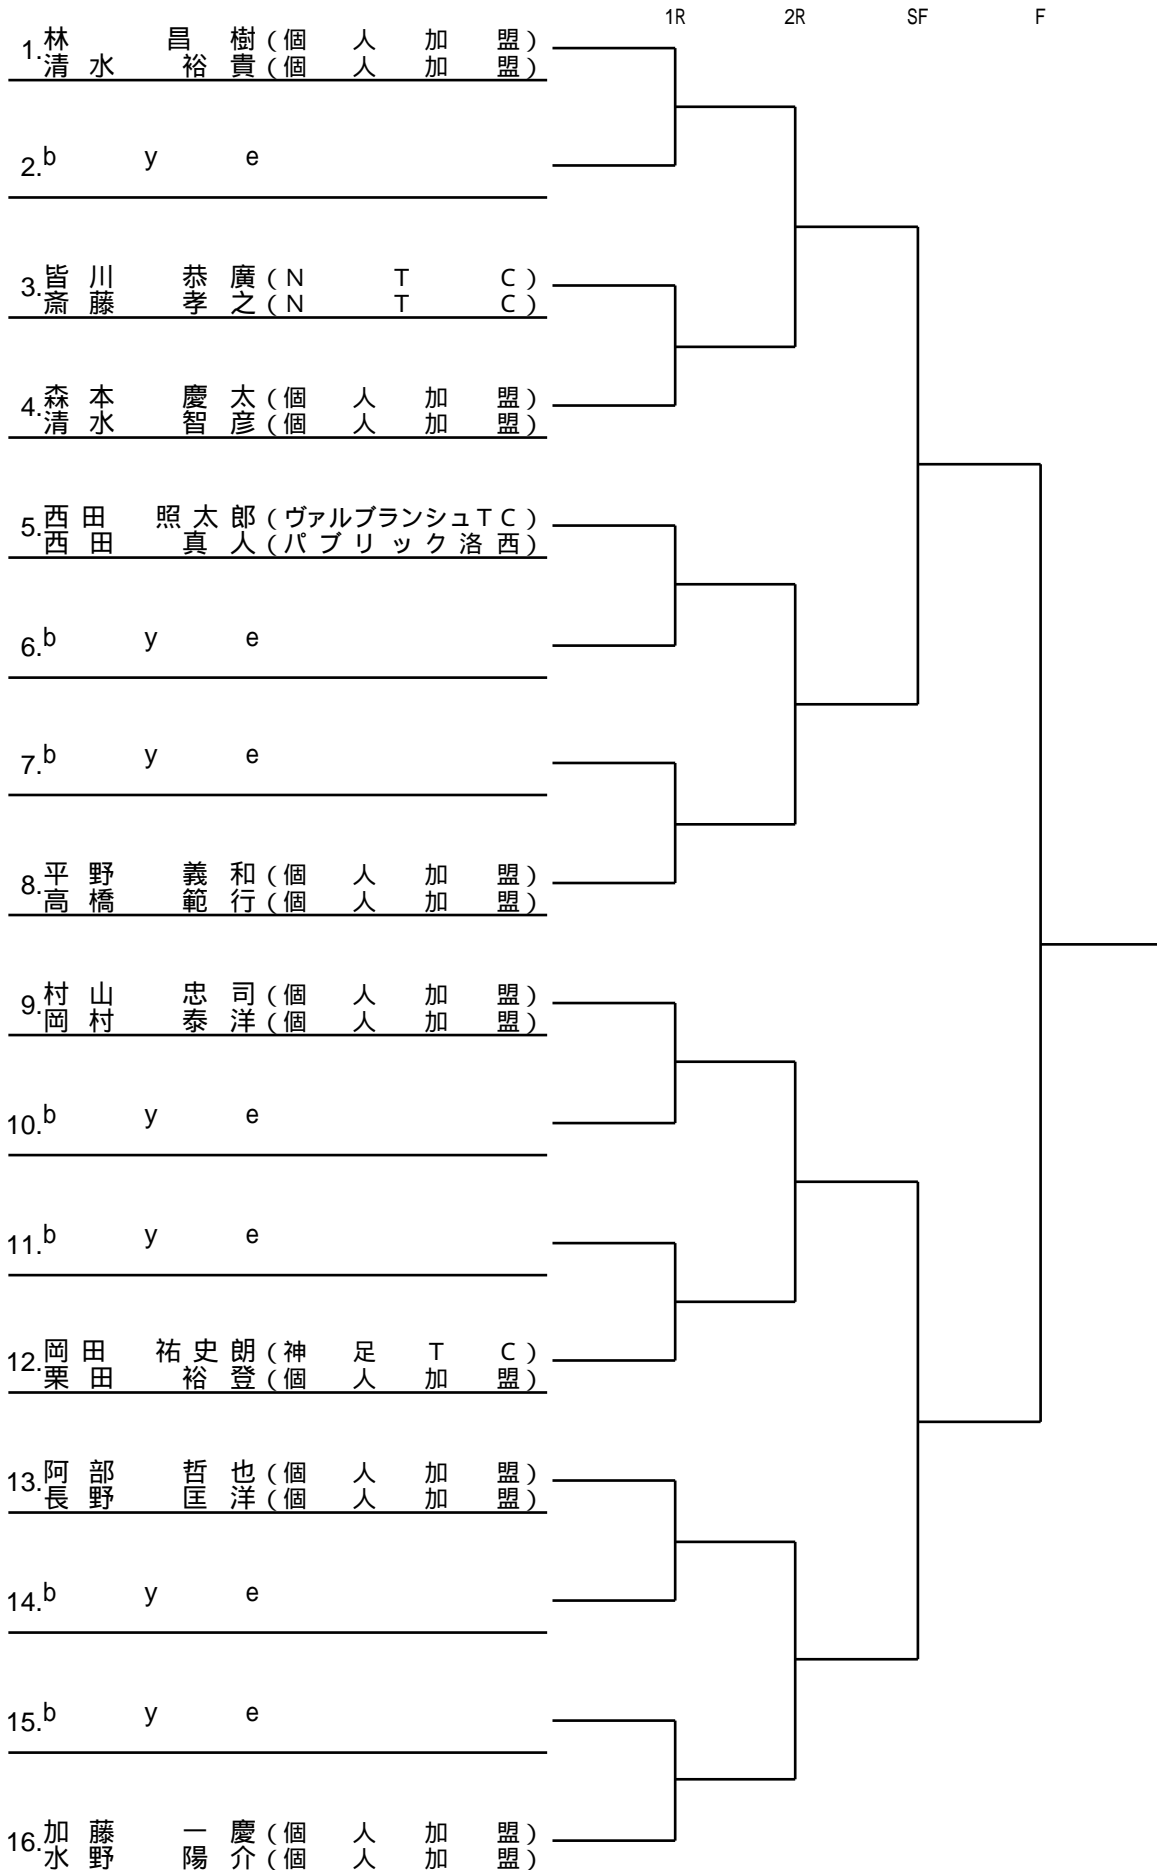 1R 2R SF F
1. 林 昌樹(個人加盟)
清水 裕貴(個人加盟)
2. bye
3. 皆川 恭廣(NTC)
斎藤 孝之(NTC)
4. 森本 慶太(個人加盟)
清水 智彦(個人加盟)
5. 西田 照太郎(ヴァルブランシュTC)
西田 真人(パブリック洛西)
6. bye
7. bye
8. 平野 義和(個人加盟)
高橋 範行(個人加盟)
9. 村山 忠司(個人加盟)
岡村 泰洋(個人加盟)
10. bye
11. bye
12. 岡田 祐史朗(神足TC)
栗田 裕登(個人加盟)
13. 阿部 哲也(個人加盟)
長野 匡洋(個人加盟)
14. bye
15. bye
16. 加藤 一慶(個人加盟)
水野 陽介(個人加盟)